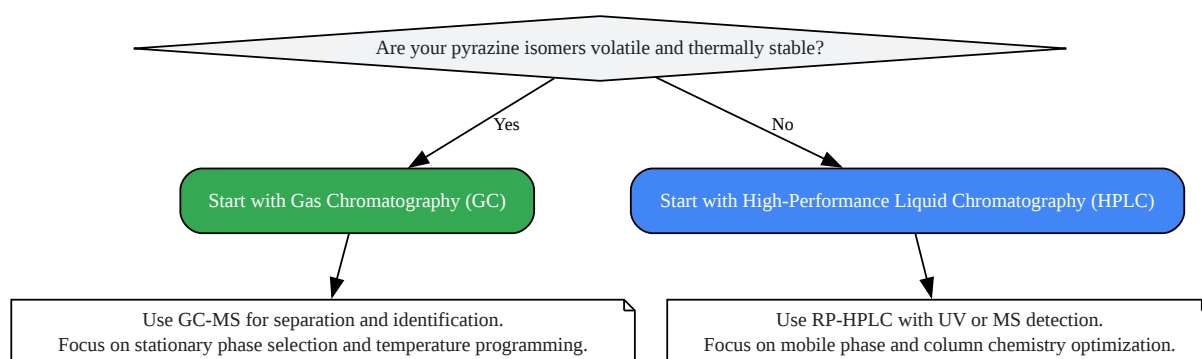 Are your pyrazine isomers volatile and thermally stable?
Yes
No
Start with Gas Chromatography (GC)
Start with High-Performance Liquid Chromatography (HPLC)
Use GC-MS for separation and identification.
Focus on stationary phase selection and temperature programming.
Use RP-HPLC with UV or MS detection.
Focus on mobile phase and column chemistry optimization.